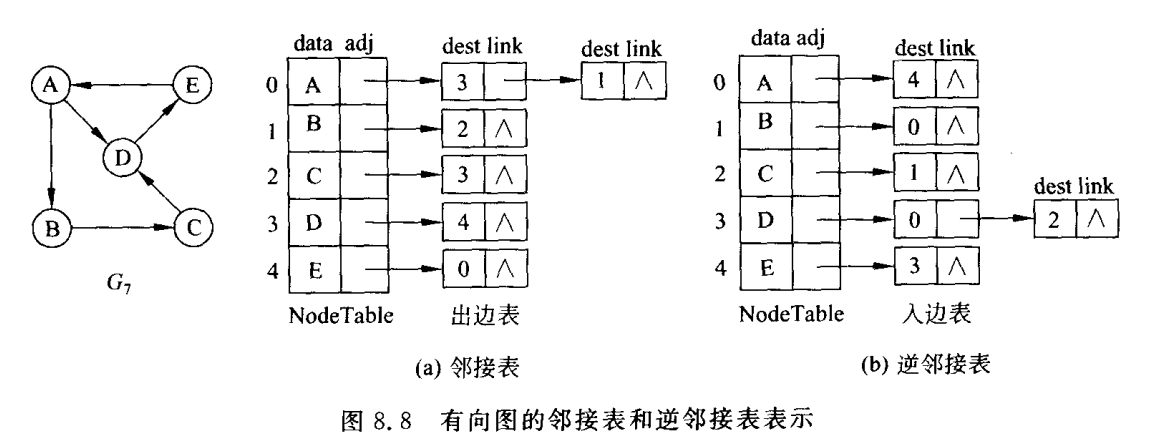 A E
D
B C
G7
data adj dest link dest link
0 A 3 1 ∧
1 B 2 ∧
2 C 3 ∧
3 D 4 ∧
4 E 0 ∧
NodeTable 出边表
(a) 邻接表
data adj dest link
0 A 4 ∧
1 B 0 ∧
2 C 1 ∧
dest link
3 D 0 2 ∧
4 E 3 ∧
NodeTable 入边表
(b) 逆邻接表
图 8.8 有向图的邻接表和逆邻接表表示